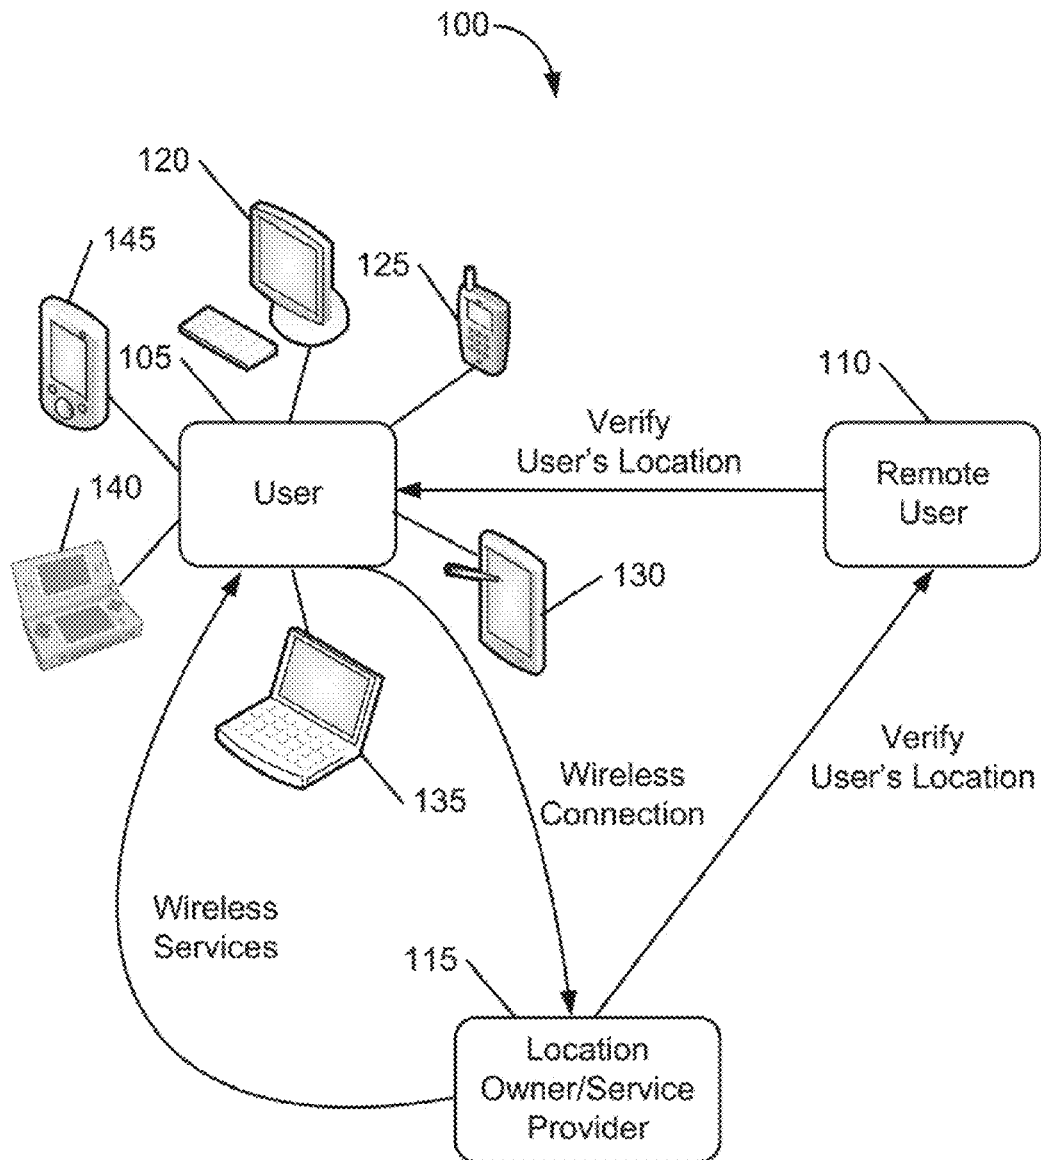 100
120
145
125
105
110
Verify
User's Location
User
Remote
User
140
130
Verify
User's Location
Wireless
Connection
135
Wireless
Services
115
Location
Owner/Service
Provider